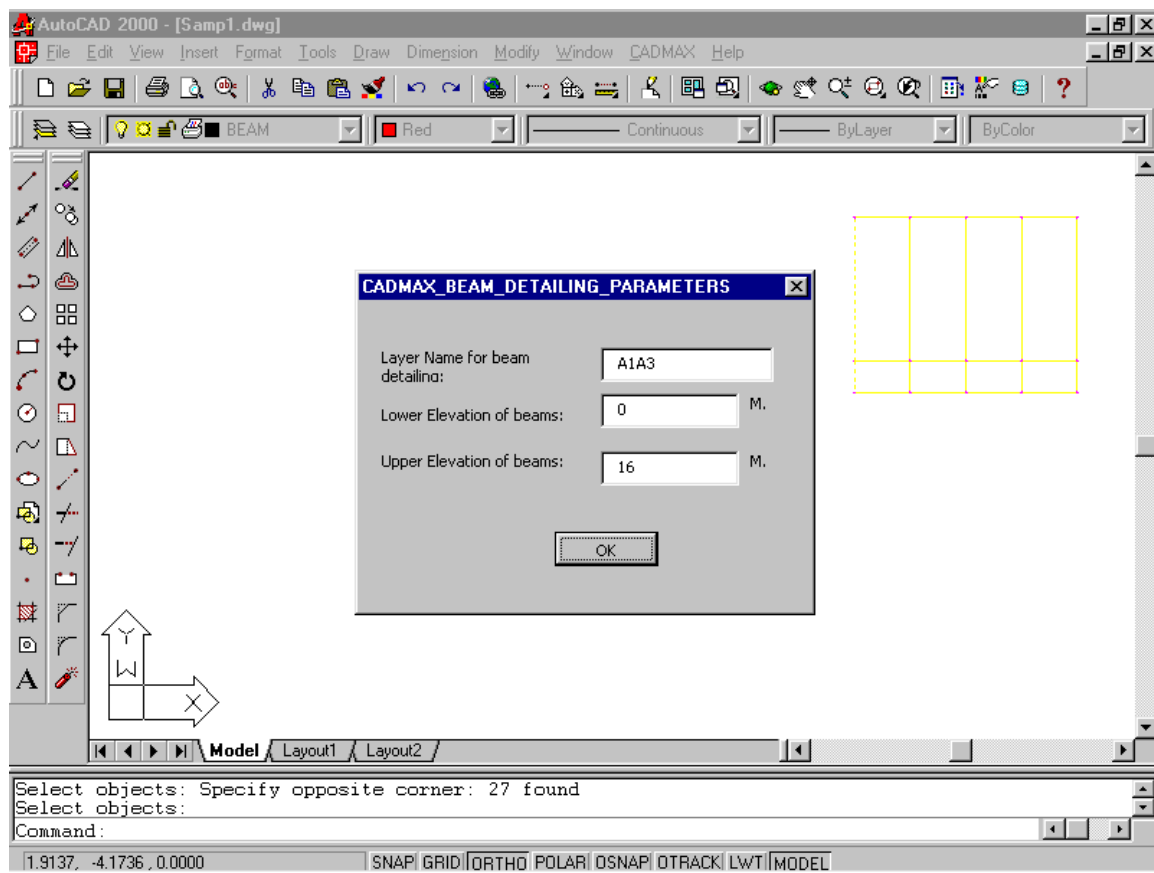 AutoCAD 2000 - [Samp1.dwg]
File Edit View Insert Format Tools Draw Dimension Modify Window CADMAX Help
BEAM Red Continuous ByLayer ByColor
CADMAX_BEAM_DETAILING_PARAMETERS
Layer Name for beam
detailing:
A1A3
Lower Elevation of beams: 0 M.
Upper Elevation of beams: 16 M.
OK
A
Y
W
X
Model Layout1 Layout2
Select objects: Specify opposite corner: 27 found
Select objects:
Command:
1.9137, -4.1736 , 0.0000 SNAP GRID ORTHO POLAR OSNAP OTRACK LWT MODEL